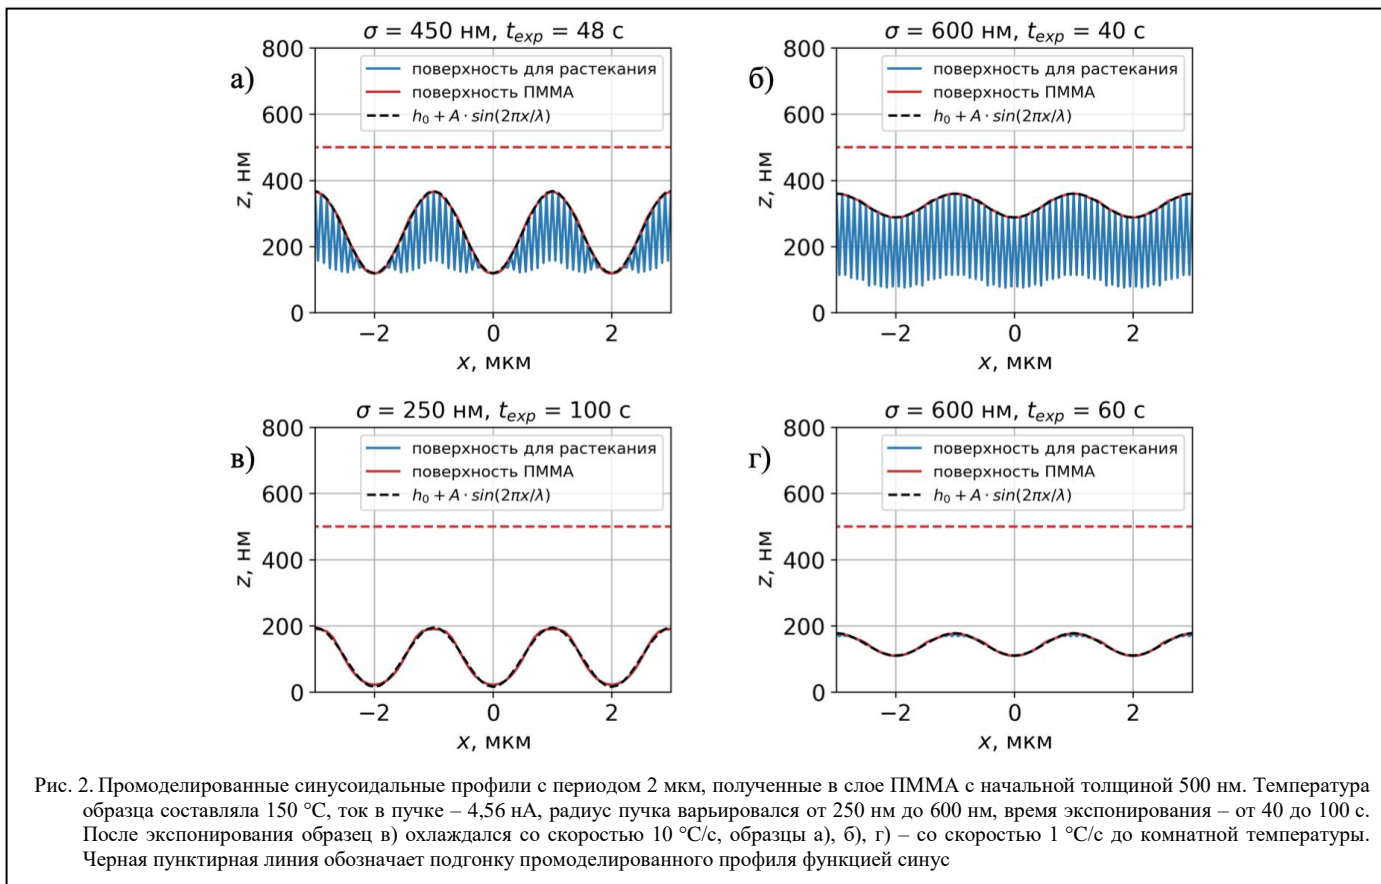 σ = 450 нм, t_exp = 48 с
а)
800
600
400
200
0
z, нм
поверхность для растекания
поверхность ПММА
h₀ + A · sin(2πx/λ)
−2
0
2
x, мкм
σ = 600 нм, t_exp = 40 с
б)
800
600
400
200
0
z, нм
поверхность для растекания
поверхность ПММА
h₀ + A · sin(2πx/λ)
−2
0
2
x, мкм
σ = 250 нм, t_exp = 100 с
в)
800
600
400
200
0
z, нм
поверхность для растекания
поверхность ПММА
h₀ + A · sin(2πx/λ)
−2
0
2
x, мкм
σ = 600 нм, t_exp = 60 с
г)
800
600
400
200
0
z, нм
поверхность для растекания
поверхность ПММА
h₀ + A · sin(2πx/λ)
−2
0
2
x, мкм
Рис. 2. Промоделированные синусоидальные профили с периодом 2 мкм, полученные в слое ПММА с начальной толщиной 500 нм. Температура
образца составляла 150 °C, ток в пучке – 4,56 нА, радиус пучка варьировался от 250 нм до 600 нм, время экспонирования – от 40 до 100 с.
После экспонирования образец в) охлаждался со скоростью 10 °C/с, образцы а), б), г) – со скоростью 1 °C/с до комнатной температуры.
Черная пунктирная линия обозначает подгонку промоделированного профиля функцией синус